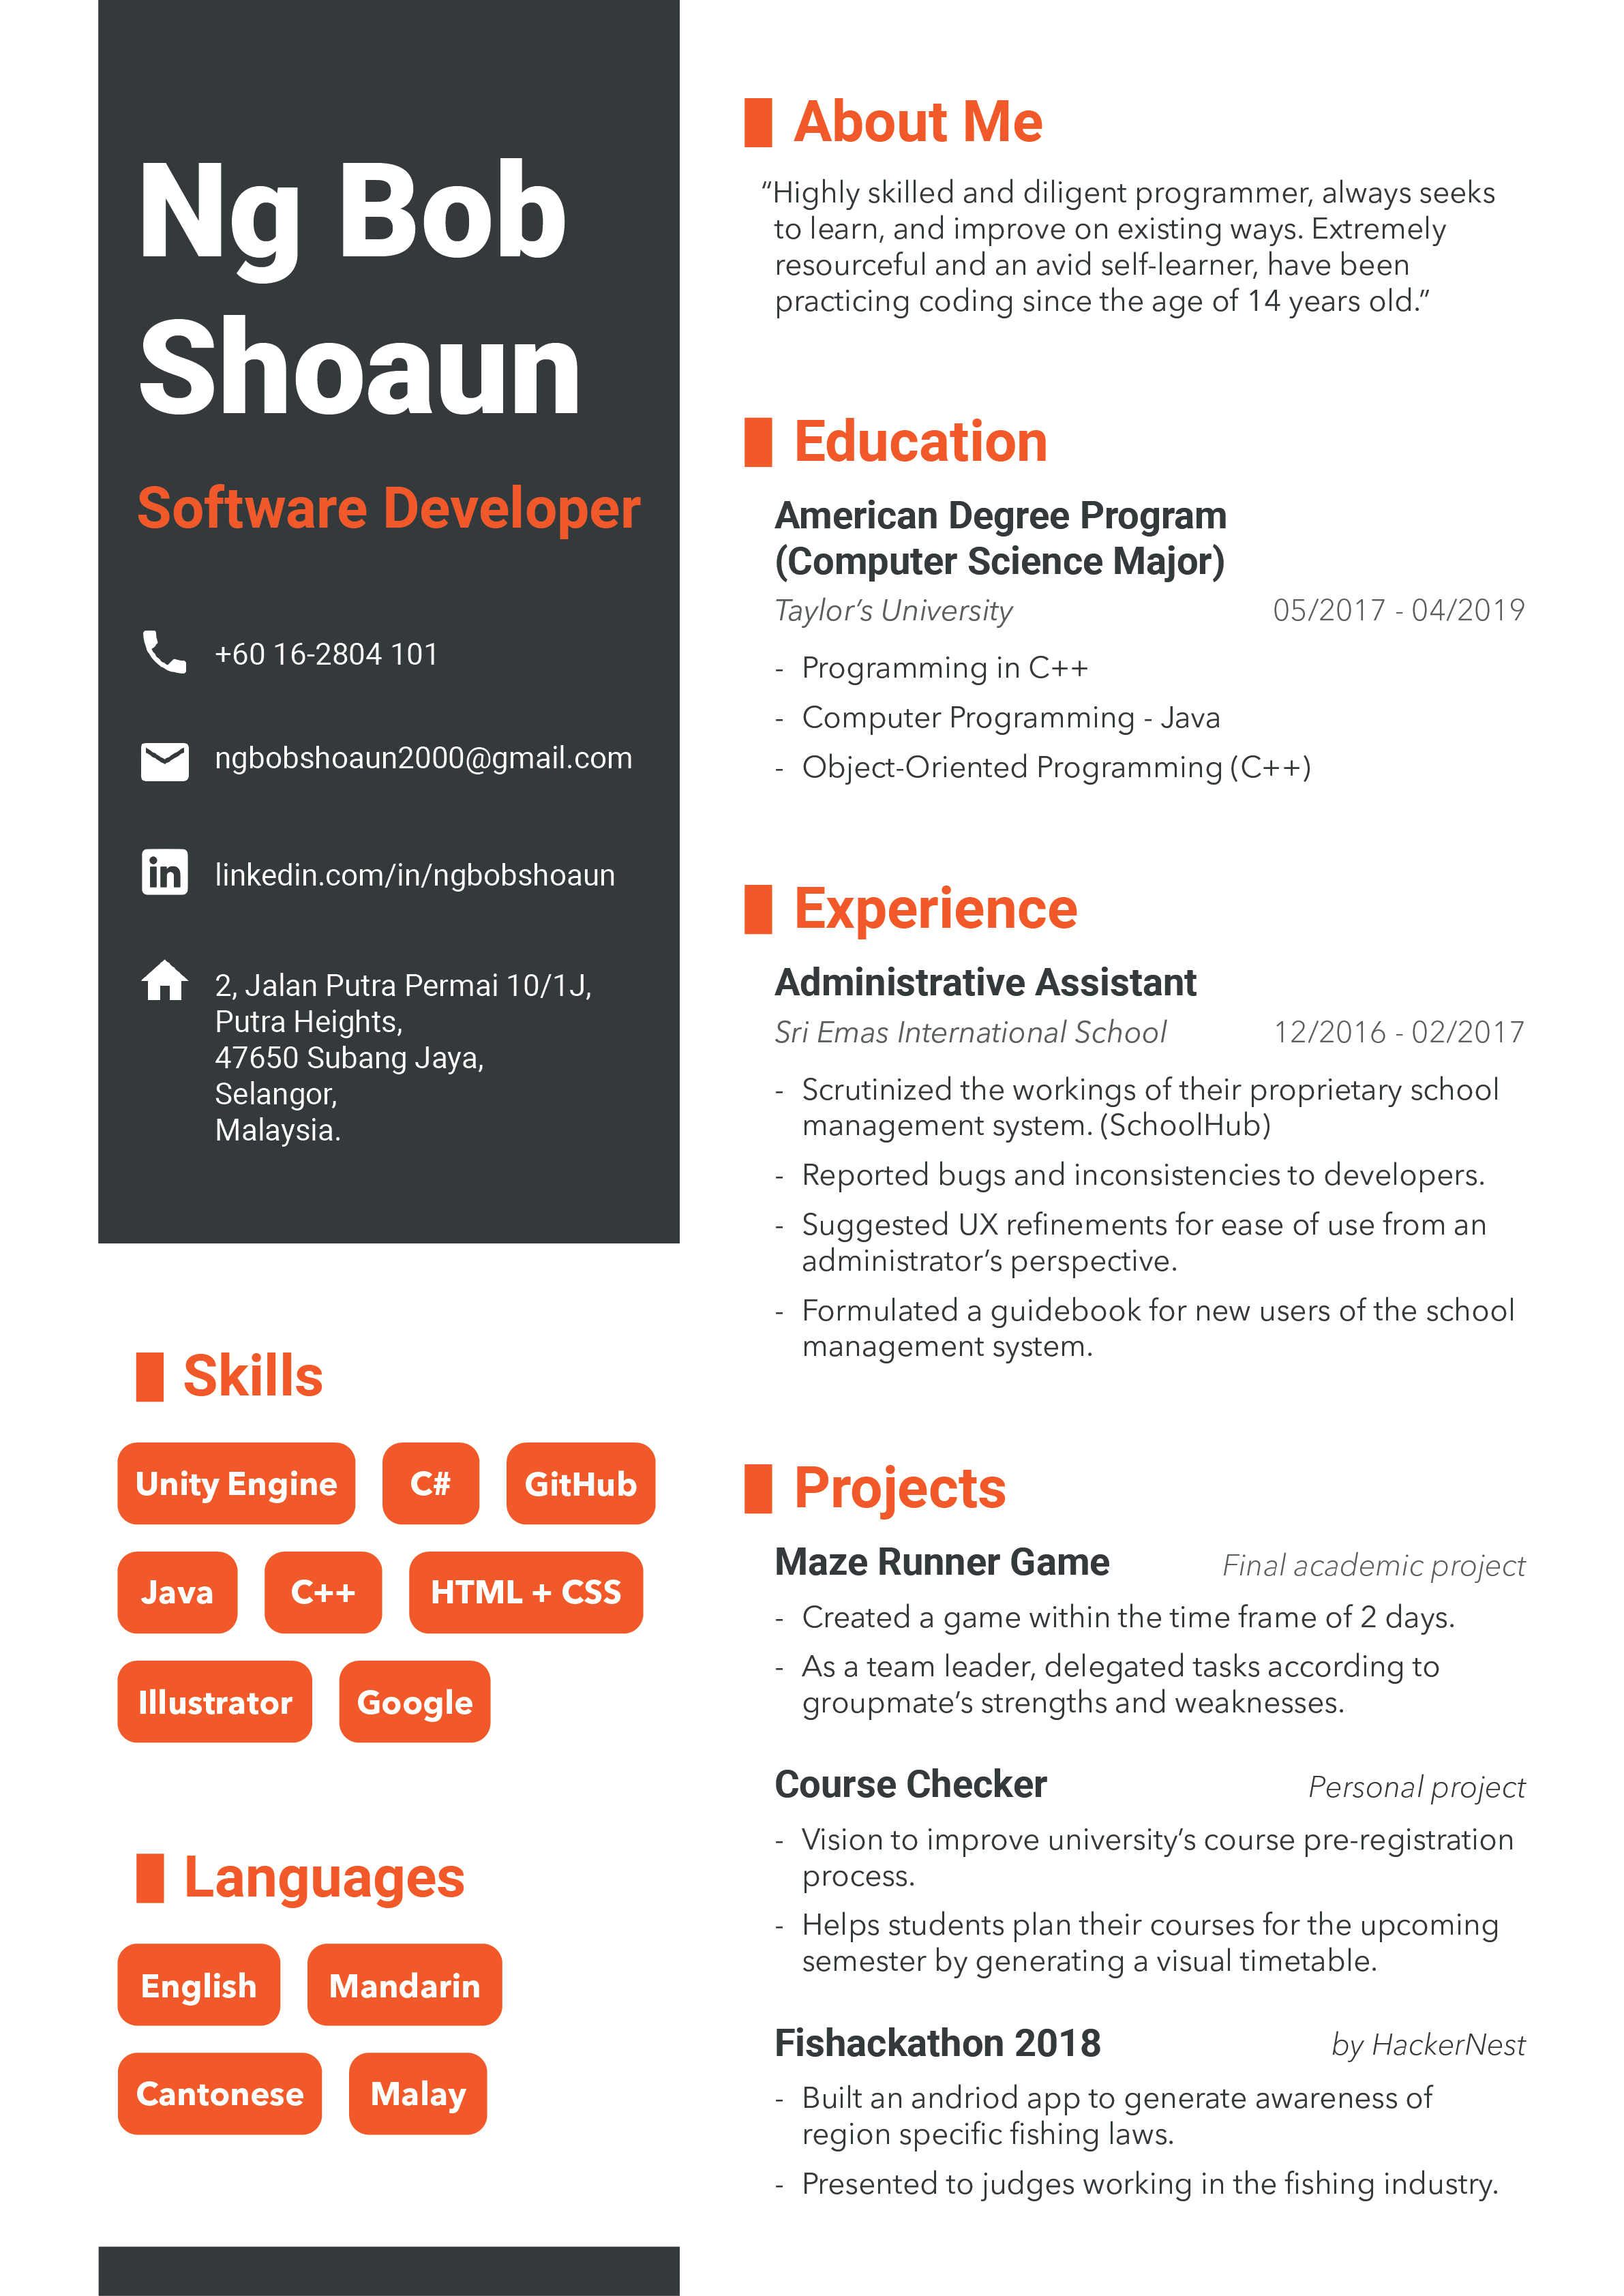 Ng Bob
Shoaun
Software Developer
+60 16-2804 101
ngbobshoaun2000@gmail.com
linkedin.com/in/ngbobshoaun
2, Jalan Putra Permai 10/1J,
Putra Heights,
47650 Subang Jaya,
Selangor,
Malaysia.
Skills
Unity Engine C# GitHub
Java C++ HTML + CSS
Illustrator Google
Languages
English Mandarin
Cantonese Malay
About Me
“Highly skilled and diligent programmer, always seeks
to learn, and improve on existing ways. Extremely
resourceful and an avid self-learner, have been
practicing coding since the age of 14 years old.”
Education
American Degree Program
(Computer Science Major)
Taylor’s University 05/2017 - 04/2019
- Programming in C++
- Computer Programming - Java
- Object-Oriented Programming (C++)
Experience
Administrative Assistant
Sri Emas International School 12/2016 - 02/2017
- Scrutinized the workings of their proprietary school
management system. (SchoolHub)
- Reported bugs and inconsistencies to developers.
- Suggested UX refinements for ease of use from an
administrator’s perspective.
- Formulated a guidebook for new users of the school
management system.
Projects
Maze Runner Game Final academic project
- Created a game within the time frame of 2 days.
- As a team leader, delegated tasks according to
groupmate’s strengths and weaknesses.
Course Checker Personal project
- Vision to improve university’s course pre-registration
process.
- Helps students plan their courses for the upcoming
semester by generating a visual timetable.
Fishackathon 2018 by HackerNest
- Built an andriod app to generate awareness of
region specific fishing laws.
- Presented to judges working in the fishing industry.